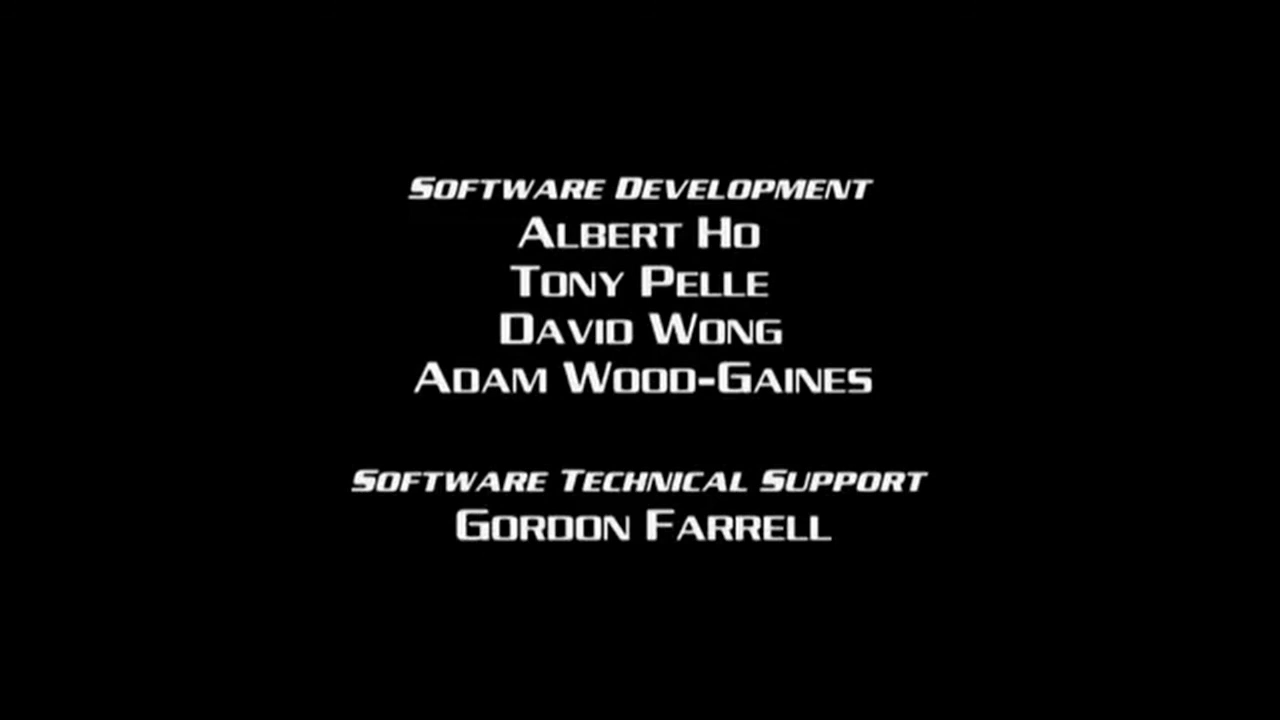 Software Development
Albert Ho
Tony Pelle
David Wong
Adam Wood-Gaines
Software Technical Support
Gordon Farrell